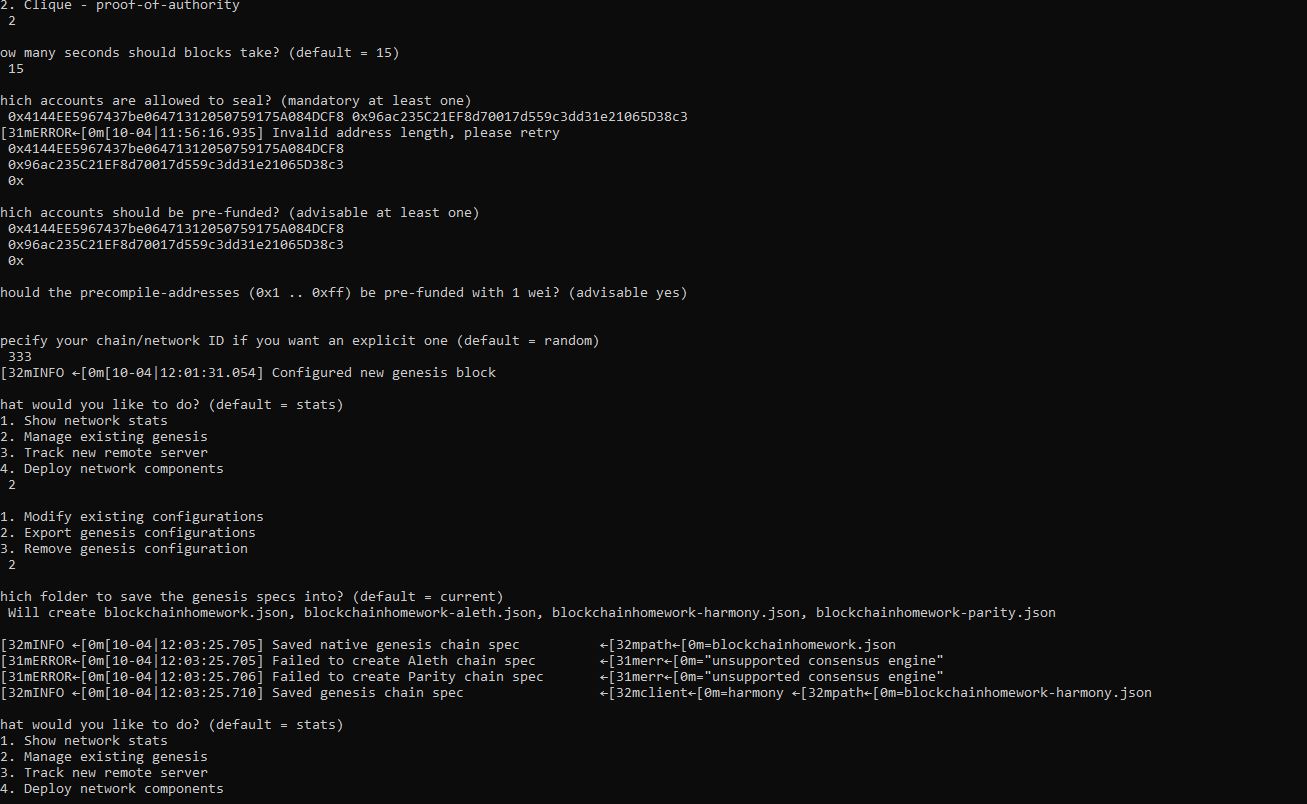 2. Clique - proof-of-authority
2
ow many seconds should blocks take? (default = 15)
15
hich accounts are allowed to seal? (mandatory at least one)
0x4144EE5967437be06471312050759175A084DCF8 0x96ac235C21EF8d70017d559c3dd31e21065D38c3
[31mERROR←[0m[10-04|11:56:16.935] Invalid address length, please retry
0x4144EE5967437be06471312050759175A084DCF8
0x96ac235C21EF8d70017d559c3dd31e21065D38c3
0x
hich accounts should be pre-funded? (advisable at least one)
0x4144EE5967437be06471312050759175A084DCF8
0x96ac235C21EF8d70017d559c3dd31e21065D38c3
0x
hould the precompile-addresses (0x1 .. 0xff) be pre-funded with 1 wei? (advisable yes)
pecify your chain/network ID if you want an explicit one (default = random)
333
[32mINFO ←[0m[10-04|12:01:31.054] Configured new genesis block
hat would you like to do? (default = stats)
1. Show network stats
2. Manage existing genesis
3. Track new remote server
4. Deploy network components
2
1. Modify existing configurations
2. Export genesis configurations
3. Remove genesis configuration
2
hich folder to save the genesis specs into? (default = current)
Will create blockchainhomework.json, blockchainhomework-aleth.json, blockchainhomework-harmony.json, blockchainhomework-parity.json
[32mINFO ←[0m[10-04|12:03:25.705] Saved native genesis chain spec ←[32mpath←[0m=blockchainhomework.json
[31mERROR←[0m[10-04|12:03:25.705] Failed to create Aleth chain spec ←[31merr←[0m="unsupported consensus engine"
[31mERROR←[0m[10-04|12:03:25.706] Failed to create Parity chain spec ←[31merr←[0m="unsupported consensus engine"
[32mINFO ←[0m[10-04|12:03:25.710] Saved genesis chain spec ←[32mclient←[0m=harmony ←[32mpath←[0m=blockchainhomework-harmony.json
hat would you like to do? (default = stats)
1. Show network stats
2. Manage existing genesis
3. Track new remote server
4. Deploy network components